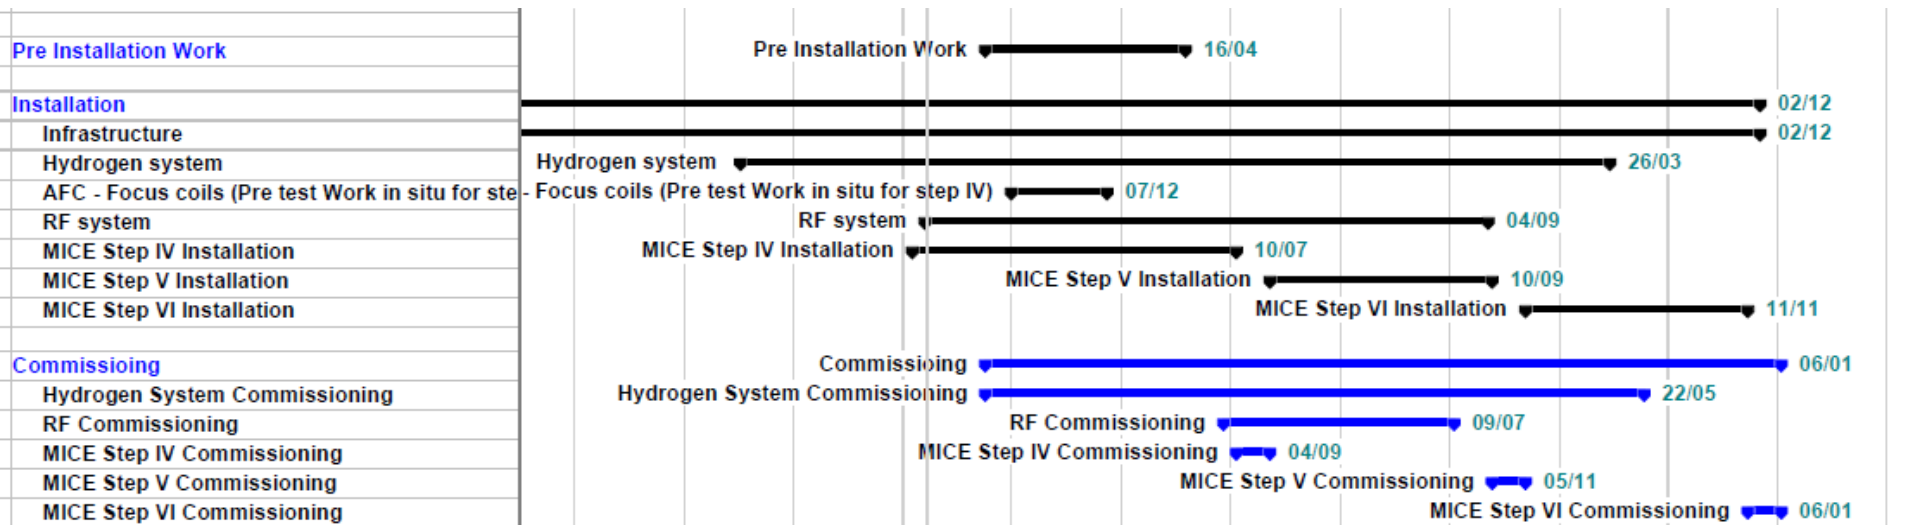 Pre Installation Work Pre Installation Work 16/04
Installation 02/12
Infrastructure 02/12
Hydrogen system Hydrogen system 26/03
AFC - Focus coils (Pre test Work in situ for ste - Focus coils (Pre test Work in situ for step IV) 07/12
RF system RF system 04/09
MICE Step IV Installation MICE Step IV Installation 10/07
MICE Step V Installation MICE Step V Installation 10/09
MICE Step VI Installation MICE Step VI Installation 11/11
Commissioing Commissioing 06/01
Hydrogen System Commissioning Hydrogen System Commissioning 22/05
RF Commissioning RF Commissioning 09/07
MICE Step IV Commissioning MICE Step IV Commissioning 04/09
MICE Step V Commissioning MICE Step V Commissioning 05/11
MICE Step VI Commissioning MICE Step VI Commissioning 06/01